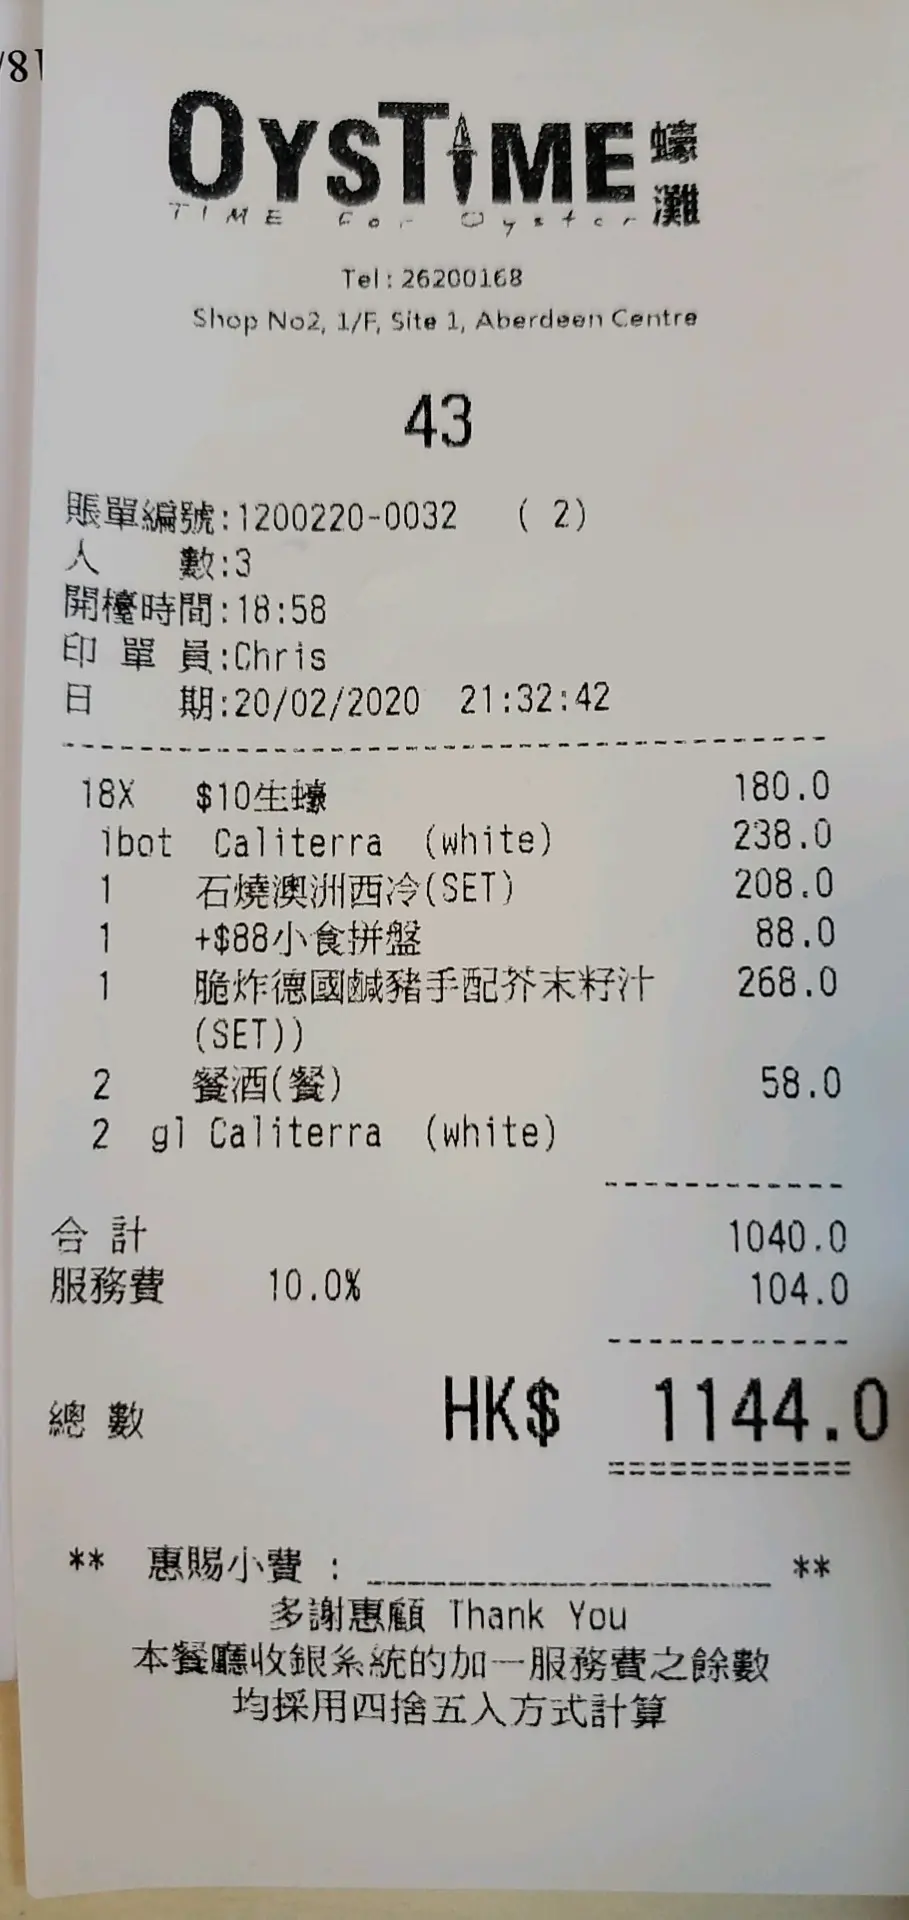 /81
OYSTIME 蠔灘
TIME For Oyster
Tel: 26200168
Shop No2, 1/F, Site 1, Aberdeen Centre
43
賬單編號:1200220-0032 ( 2)
人 數:3
開檯時間:18:58
印 單 員:Chris
日 期:20/02/2020 21:32:42
18X $10生蠔 180.0
1bot Caliterra (white) 238.0
1 石燒澳洲西冷(SET) 208.0
1 +$88小食拼盤 88.0
1 脆炸德國鹹豬手配芥末籽汁 268.0
(SET))
2 餐酒(餐) 58.0
2 gl Caliterra (white)
合 計 1040.0
服務費 10.0% 104.0
總 數 HK$ 1144.0
** 惠賜小費 : **
多謝惠顧 Thank You
本餐廳收銀系統的加一服務費之餘數
均採用四捨五入方式計算